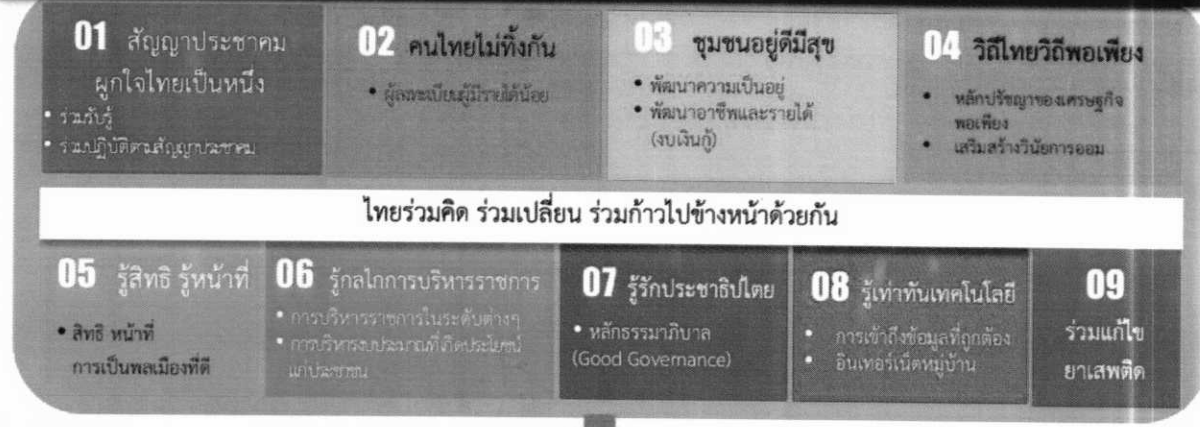 01 สัญญาประชาคม
ผูกใจไทยเป็นหนึ่ง
• ร่วมรับรู้
• ร่วมปฏิบัติตามสัญญาประชาคม
02 คนไทยไม่ทิ้งกัน
• ผู้ลงทะเบียนผู้มีรายได้น้อย
03 ชุมชนอยู่ดีมีสุข
• พัฒนาความเป็นอยู่
• พัฒนาอาชีพและรายได้
(งบเงินกู้)
04 วิถีไทยวิถีพอเพียง
• หลักปรัชญาของเศรษฐกิจ
พอเพียง
• เสริมสร้างวินัยการออม
ไทยร่วมคิด ร่วมเปลี่ยน ร่วมก้าวไปข้างหน้าด้วยกัน
05 รู้สิทธิ รู้หน้าที่
• สิทธิ หน้าที่
การเป็นพลเมืองที่ดี
06 รู้กลไกการบริหารราชการ
• การบริหารราชการในระดับต่างๆ
• การบริหารงบประมาณที่เกิดประโยชน์
แก่ประชาชน
07 รู้รักประชาธิปไตย
• หลักธรรมาภิบาล
(Good Governance)
08 รู้เท่าทันเทคโนโลยี
• การเข้าถึงข้อมูลที่ถูกต้อง
• อินเทอร์เน็ตหมู่บ้าน
09
ร่วมแก้ไข
ยาเสพติด